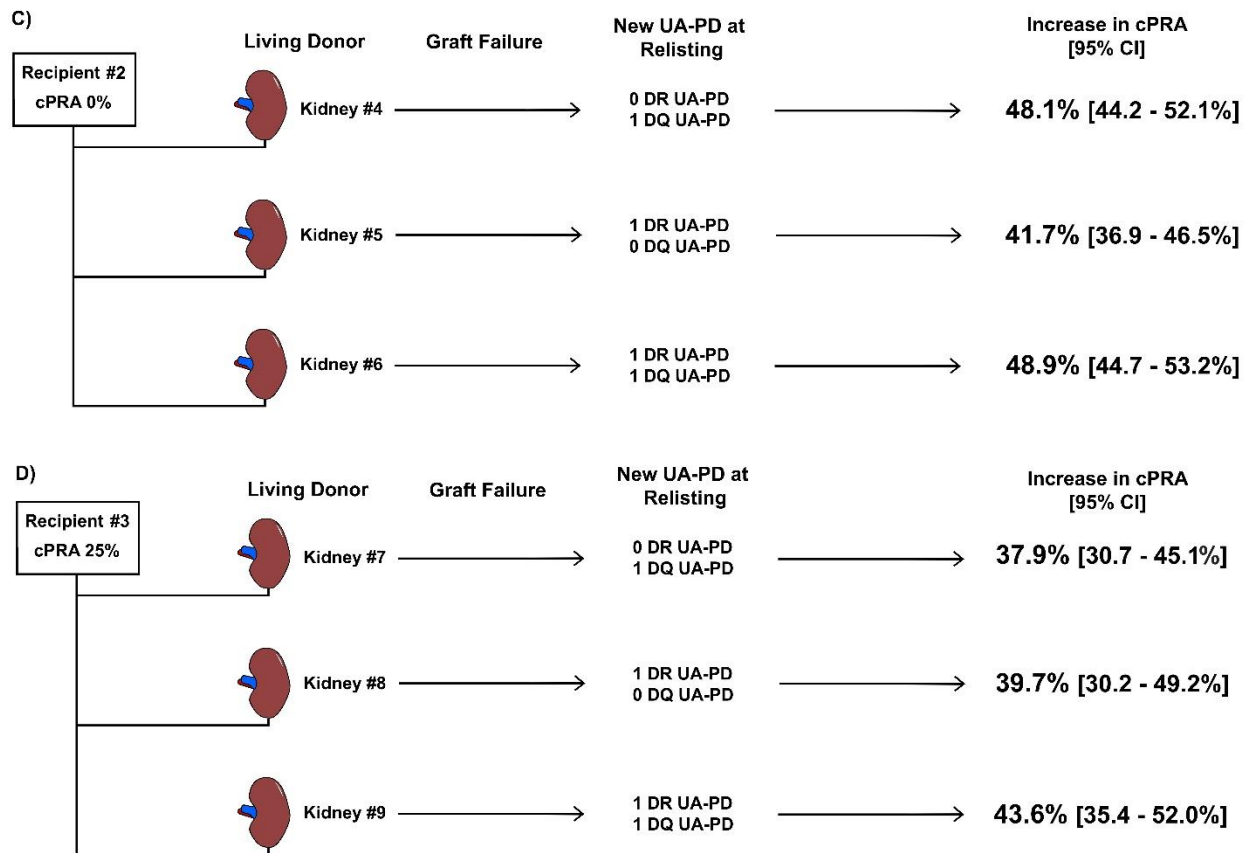 C)
Living Donor
Graft Failure
New UA-PD at
Relisting
Increase in cPRA
[95% CI]
Recipient #2
cPRA 0%
Kidney #4
0 DR UA-PD
1 DQ UA-PD
48.1% [44.2 - 52.1%]
Kidney #5
1 DR UA-PD
0 DQ UA-PD
41.7% [36.9 - 46.5%]
Kidney #6
1 DR UA-PD
1 DQ UA-PD
48.9% [44.7 - 53.2%]
D)
Living Donor
Graft Failure
New UA-PD at
Relisting
Increase in cPRA
[95% CI]
Recipient #3
cPRA 25%
Kidney #7
0 DR UA-PD
1 DQ UA-PD
37.9% [30.7 - 45.1%]
Kidney #8
1 DR UA-PD
0 DQ UA-PD
39.7% [30.2 - 49.2%]
Kidney #9
1 DR UA-PD
1 DQ UA-PD
43.6% [35.4 - 52.0%]